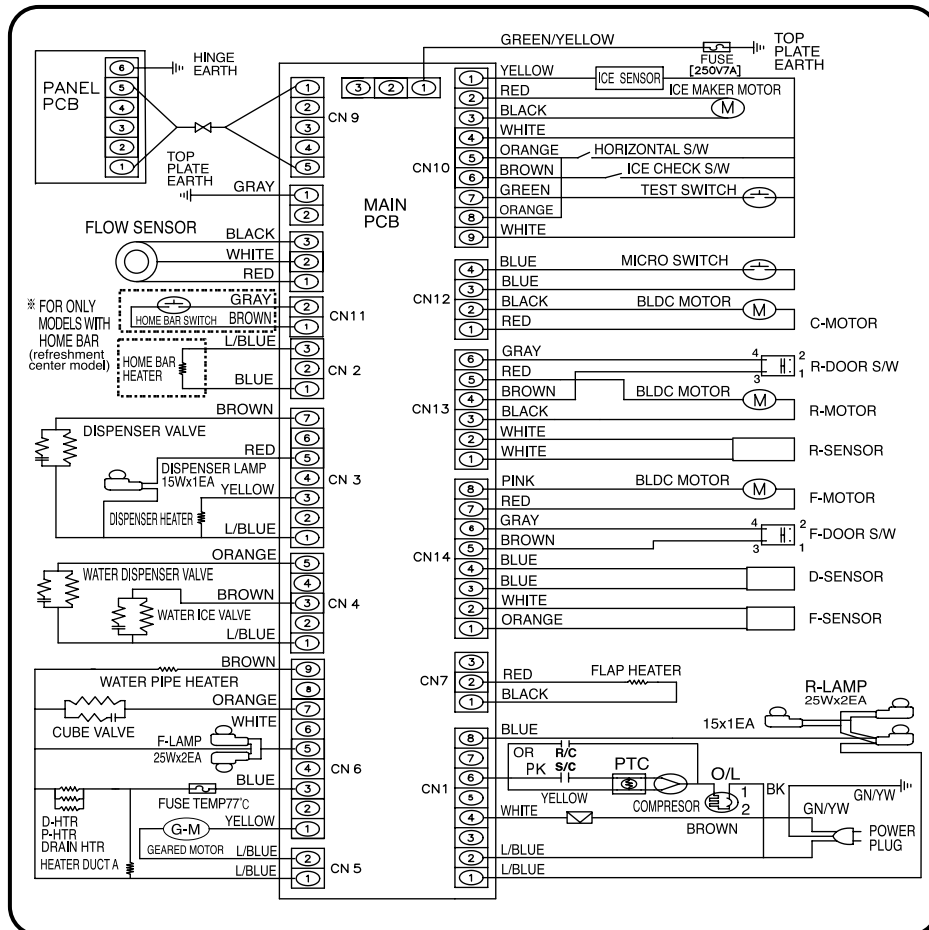 PANEL PCB
6
5
4
3
2
1
HINGE EARTH
TOP PLATE EARTH
GRAY
FLOW SENSOR
BLACK
WHITE
RED
※ FOR ONLY MODELS WITH HOME BAR (refreshment center model)
GRAY
HOME BAR SWITCH
BROWN
L/BLUE
HOME BAR HEATER
BLUE
BROWN
DISPENSER VALVE
RED
DISPENSER LAMP
15Wx1EA
YELLOW
DISPENSER HEATER
L/BLUE
ORANGE
WATER DISPENSER VALVE
BROWN
WATER ICE VALVE
L/BLUE
BROWN
WATER PIPE HEATER
ORANGE
CUBE VALVE
WHITE
F-LAMP
25Wx2EA
BLUE
FUSE TEMP77℃
D-HTR
P-HTR
DRAIN HTR
YELLOW
G-M
GEARED MOTOR
L/BLUE
HEATER DUCT A
L/BLUE
3 2 1
MAIN PCB
1
2
3
4
5
CN 9
1
2
3
2
1
2
1
CN11
3
2
1
CN 2
7
6
5
4
3
2
1
CN 3
5
4
3
2
1
CN 4
9
8
7
6
5
4
3
1
CN 6
2
1
CN 5
GREEN/YELLOW
FUSE
[250V7A]
TOP PLATE EARTH
CN10
1
2
3
4
5
6
7
8
9
YELLOW
ICE SENSOR
RED
ICE MAKER MOTOR
BLACK
M
WHITE
ORANGE
HORIZONTAL S/W
BROWN
ICE CHECK S/W
GREEN
TEST SWITCH
ORANGE
WHITE
CN12
4
3
2
1
BLUE
MICRO SWITCH
BLUE
BLACK
BLDC MOTOR
M
RED
C-MOTOR
CN13
6
5
4
3
2
1
GRAY
4 2
3 1
R-DOOR S/W
RED
BROWN
BLDC MOTOR
M
BLACK
R-MOTOR
WHITE
WHITE
R-SENSOR
CN14
8
7
6
5
4
3
2
1
PINK
BLDC MOTOR
M
F-MOTOR
RED
GRAY
4 2
3 1
F-DOOR S/W
BROWN
BLUE
BLUE
D-SENSOR
WHITE
ORANGE
F-SENSOR
CN7
3
2
1
RED
FLAP HEATER
BLACK
R-LAMP
25Wx2EA
15x1EA
CN1
8
7
6
5
4
3
2
1
BLUE
OR
R/C
PK
S/C
PTC
O/L
1
2
BK
YELLOW
COMPRESOR
GN/YW
GN/YW
WHITE
BROWN
POWER PLUG
L/BLUE
L/BLUE